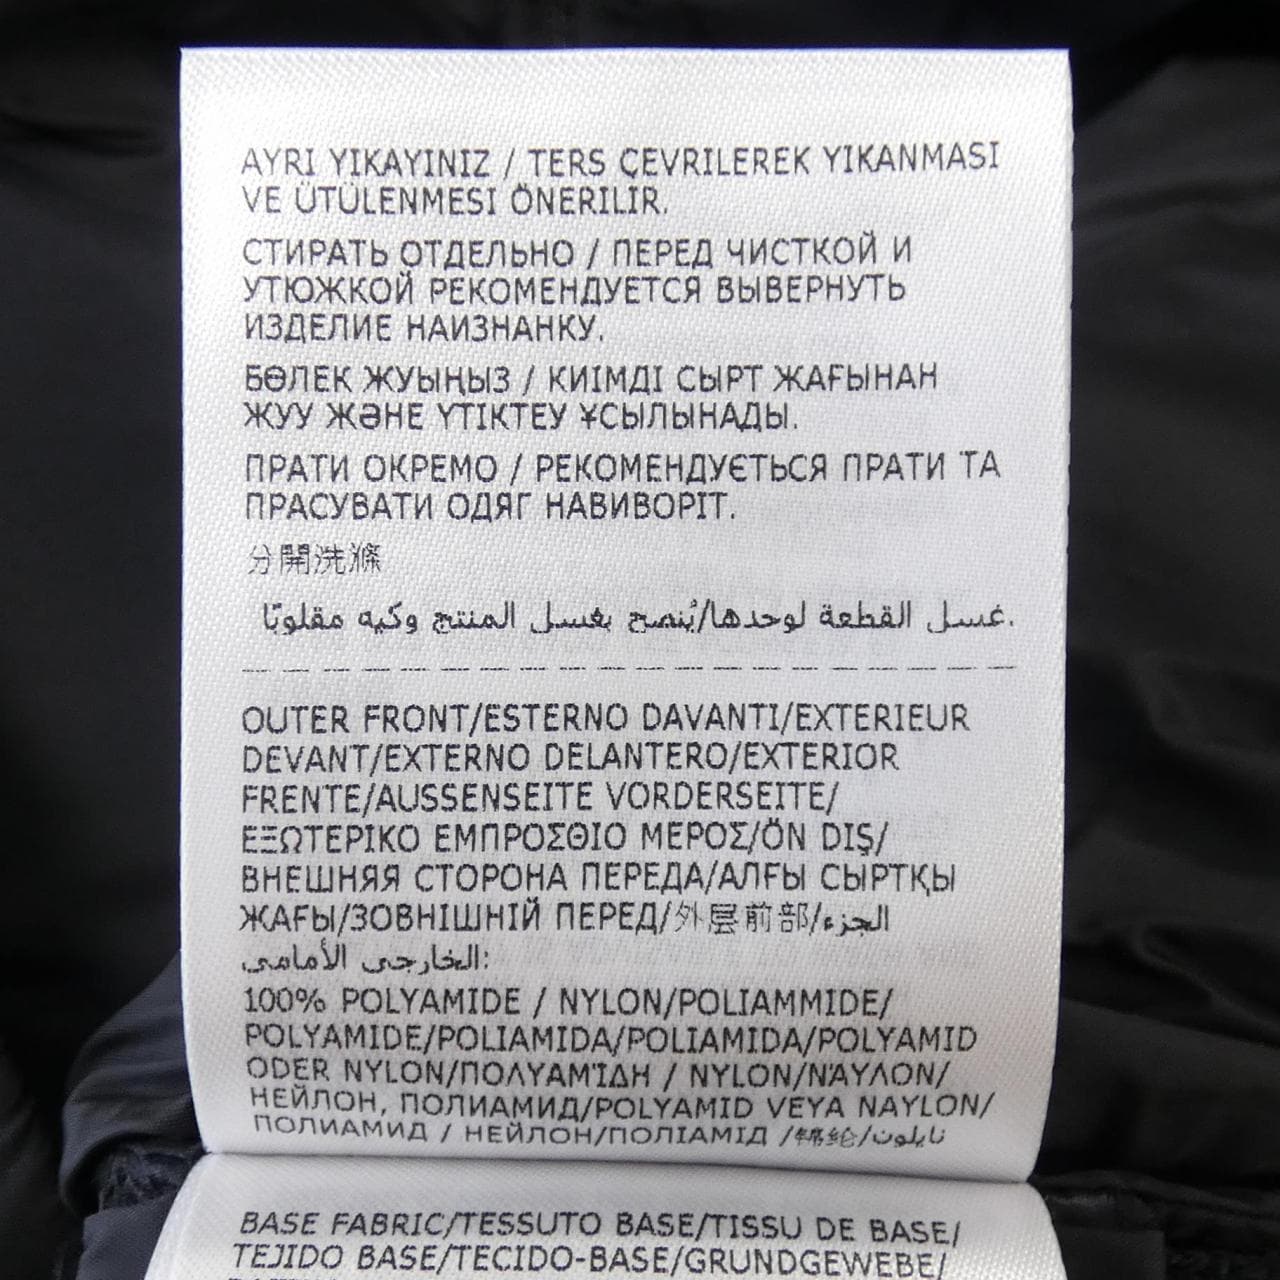 AYRI YIKAYINIZ / TERS ÇEVRILEREK YIKANMASI
VE ÜTÜLENMESI ÖNERILIR.
СТИРАТЬ ОТДЕЛЬНО / ПЕРЕД ЧИСТКОЙ И
УТЮЖКОЙ РЕКОМЕНДУЕТСЯ ВЫВЕРНУТЬ
ИЗДЕЛИЕ НАИЗНАНКУ.
БӨЛЕК ЖУЫҢЫЗ / КИІМДІ СЫРТ ЖАҒЫНАН
ЖУУ ЖӘНЕ ҮТІКТЕУ ҰСЫЛЫНАДЫ.
ПРАТИ ОКРЕМО / РЕКОМЕНДУЄТЬСЯ ПРАТИ ТА
ПРАСУВАТИ ОДЯГ НАВИВОРІТ.
分開洗滌
غسل القطعة لوحدها/يُنصح بغسل المنتج وكيه مقلوبًا.
OUTER FRONT/ESTERNO DAVANTI/EXTERIEUR
DEVANT/EXTERNO DELANTERO/EXTERIOR
FRENTE/AUSSENSEITE VORDERSEITE/
ΕΞΩΤΕΡΙΚΟ ΕΜΠΡΟΣΘΙΟ ΜΕΡΟΣ/ÖN DIŞ/
ВНЕШНЯЯ СТОРОНА ПЕРЕДА/АЛҒЫ СЫРТҚЫ
ЖАҒЫ/ЗОВНІШНІЙ ПЕРЕД/外层前部/الجزء
الخارجى الأمامى:
100% POLYAMIDE / NYLON/POLIAMMIDE/
POLYAMIDE/POLIAMIDA/POLIAMIDA/POLYAMID
ODER NYLON/ΠΟΛΥΑΜΊΔΗ / NYLON/ΝΆΥΛΟΝ/
НЕЙЛОН, ПОЛИАМИД/POLYAMID VEYA NAYLON/
ПОЛИАМИД / НЕЙЛОН/ПОЛІАМІД /锦纶/نايلون
BASE FABRIC/TESSUTO BASE/TISSU DE BASE/
TEJIDO BASE/TECIDO-BASE/GRUNDGEWEBE/